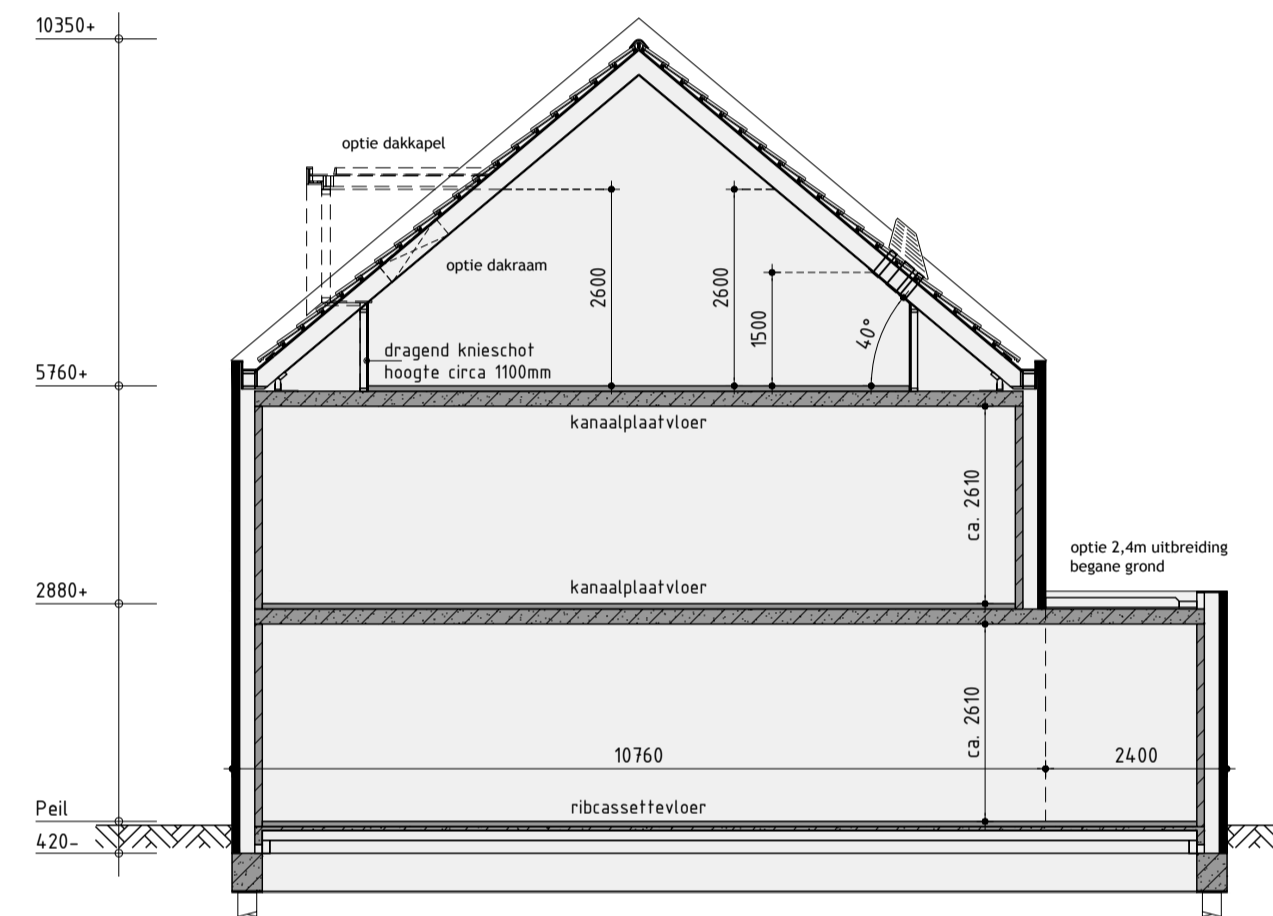 10350+
optie dakkapel
optie dakraam
2600
2600
1500
40°
dragend knieschot
hoogte circa 1100mm
5760+
kanaalplaatvloer
ca. 2610
optie 2,4m uitbreiding
begane grond
kanaalplaatvloer
2880+
ca. 2610
10760
2400
Peil
ribcassettevloer
420-